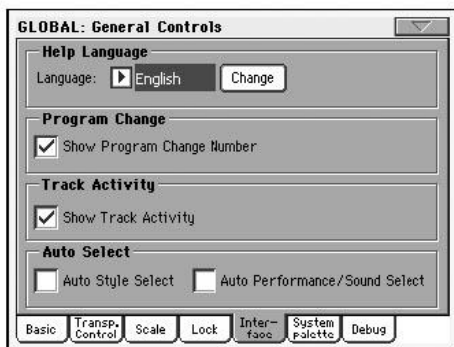 GLOBAL: General Controls
Help Language
Language: English Change
Program Change
Show Program Change Number
Track Activity
Show Track Activity
Auto Select
Auto Style Select Auto Performance/Sound Select
Basic Transp. Control Scale Lock Inter- face System palette Debug